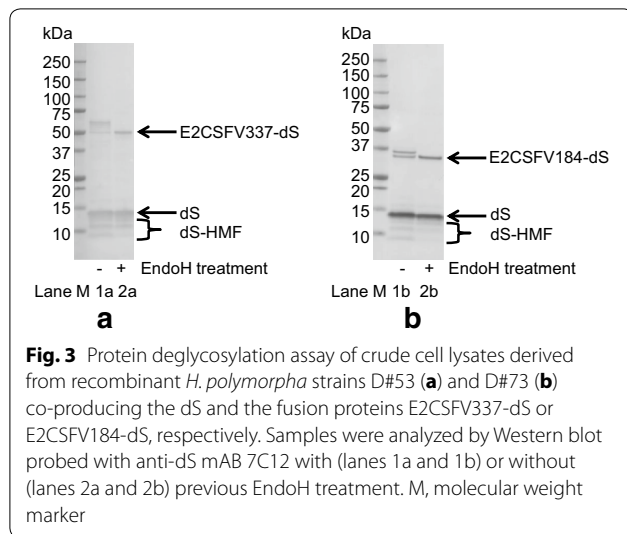 kDa
250
150
100
75
50
37
25
20
15
10
E2CSFV337-dS
dS
dS-HMF
- + EndoH treatment
Lane M 1a 2a
a
kDa
250
150
100
75
50
37
25
20
15
10
E2CSFV184-dS
dS
dS-HMF
- + EndoH treatment
Lane M 1b 2b
b
Fig. 3 Protein deglycosylation assay of crude cell lysates derived
from recombinant H. polymorpha strains D#53 (a) and D#73 (b)
co-producing the dS and the fusion proteins E2CSFV337-dS or
E2CSFV184-dS, respectively. Samples were analyzed by Western blot
probed with anti-dS mAB 7C12 with (lanes 1a and 1b) or without
(lanes 2a and 2b) previous EndoH treatment. M, molecular weight
marker